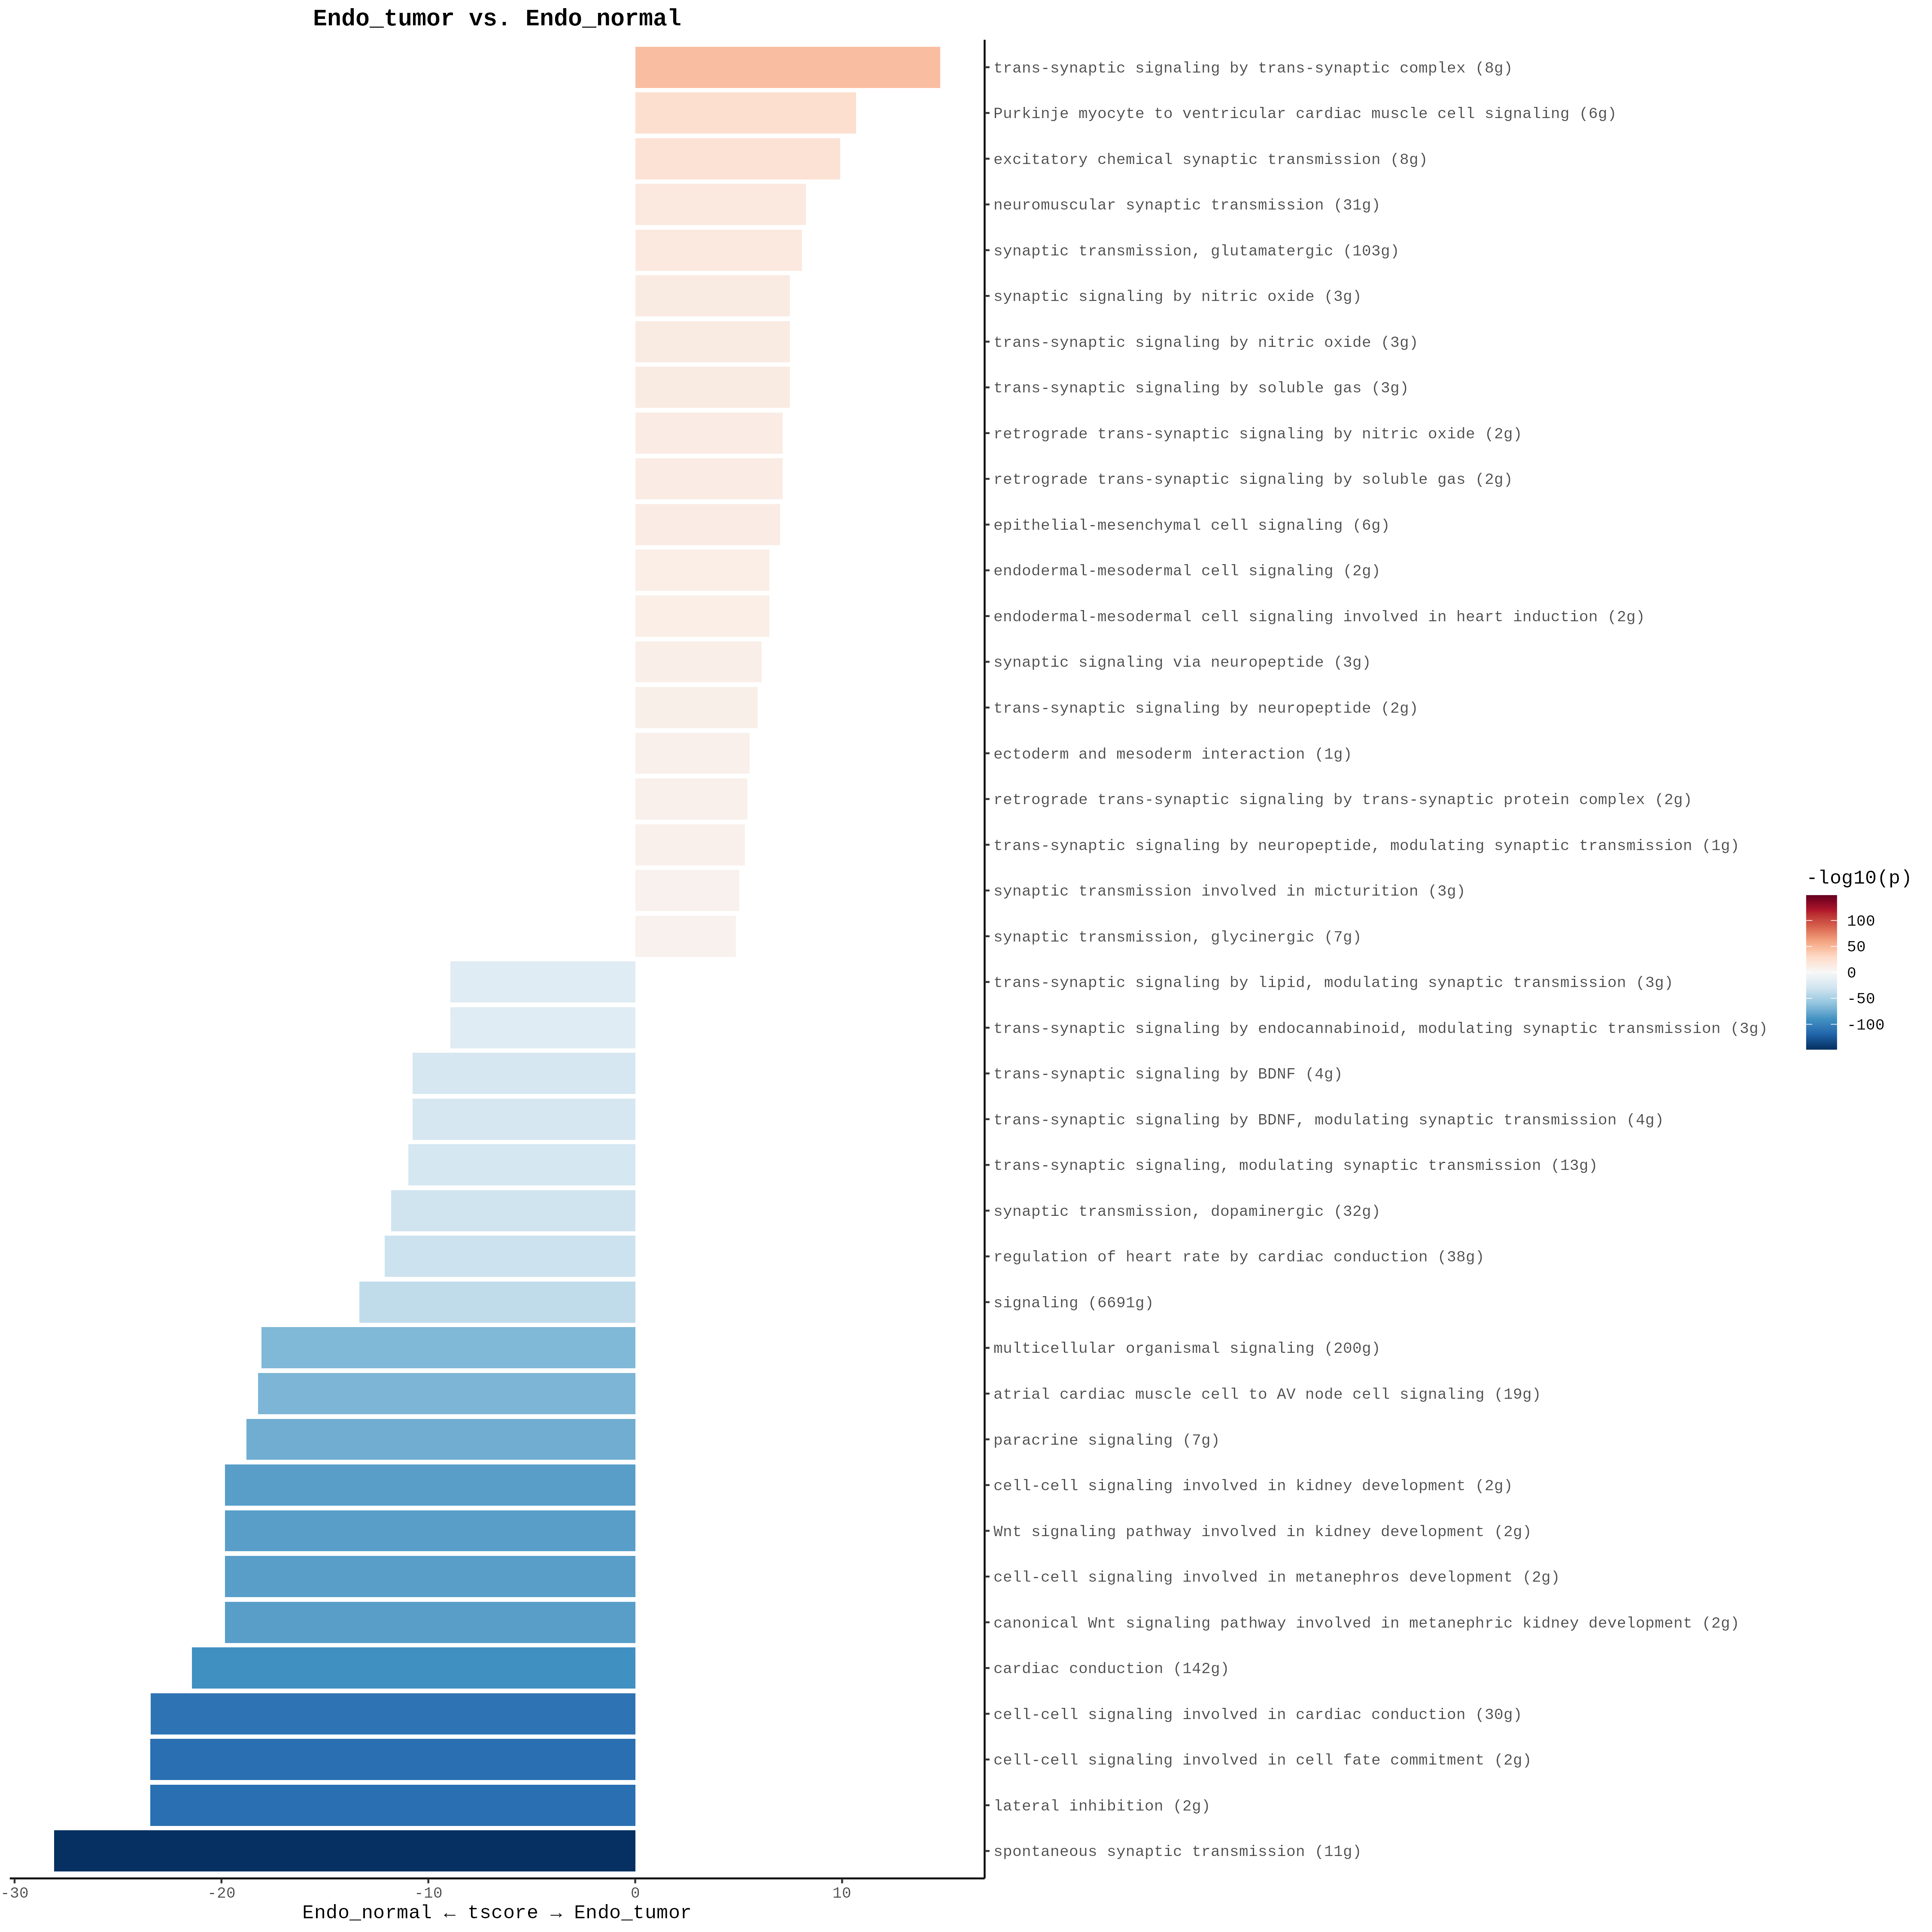 Endo_tumor vs. Endo_normal
trans-synaptic signaling by trans-synaptic complex (8g)
Purkinje myocyte to ventricular cardiac muscle cell signaling (6g)
excitatory chemical synaptic transmission (8g)
neuromuscular synaptic transmission (31g)
synaptic transmission, glutamatergic (103g)
synaptic signaling by nitric oxide (3g)
trans-synaptic signaling by nitric oxide (3g)
trans-synaptic signaling by soluble gas (3g)
retrograde trans-synaptic signaling by nitric oxide (2g)
retrograde trans-synaptic signaling by soluble gas (2g)
epithelial-mesenchymal cell signaling (6g)
endodermal-mesodermal cell signaling (2g)
endodermal-mesodermal cell signaling involved in heart induction (2g)
synaptic signaling via neuropeptide (3g)
trans-synaptic signaling by neuropeptide (2g)
ectoderm and mesoderm interaction (1g)
retrograde trans-synaptic signaling by trans-synaptic protein complex (2g)
trans-synaptic signaling by neuropeptide, modulating synaptic transmission (1g)
synaptic transmission involved in micturition (3g)
synaptic transmission, glycinergic (7g)
trans-synaptic signaling by lipid, modulating synaptic transmission (3g)
trans-synaptic signaling by endocannabinoid, modulating synaptic transmission (3g)
trans-synaptic signaling by BDNF (4g)
trans-synaptic signaling by BDNF, modulating synaptic transmission (4g)
trans-synaptic signaling, modulating synaptic transmission (13g)
synaptic transmission, dopaminergic (32g)
regulation of heart rate by cardiac conduction (38g)
signaling (6691g)
multicellular organismal signaling (200g)
atrial cardiac muscle cell to AV node cell signaling (19g)
paracrine signaling (7g)
cell-cell signaling involved in kidney development (2g)
Wnt signaling pathway involved in kidney development (2g)
cell-cell signaling involved in metanephros development (2g)
canonical Wnt signaling pathway involved in metanephric kidney development (2g)
cardiac conduction (142g)
cell-cell signaling involved in cardiac conduction (30g)
cell-cell signaling involved in cell fate commitment (2g)
lateral inhibition (2g)
spontaneous synaptic transmission (11g)
-30 -20 -10 0 10
Endo_normal ← tscore → Endo_tumor
-log10(p)
100
50
0
-50
-100